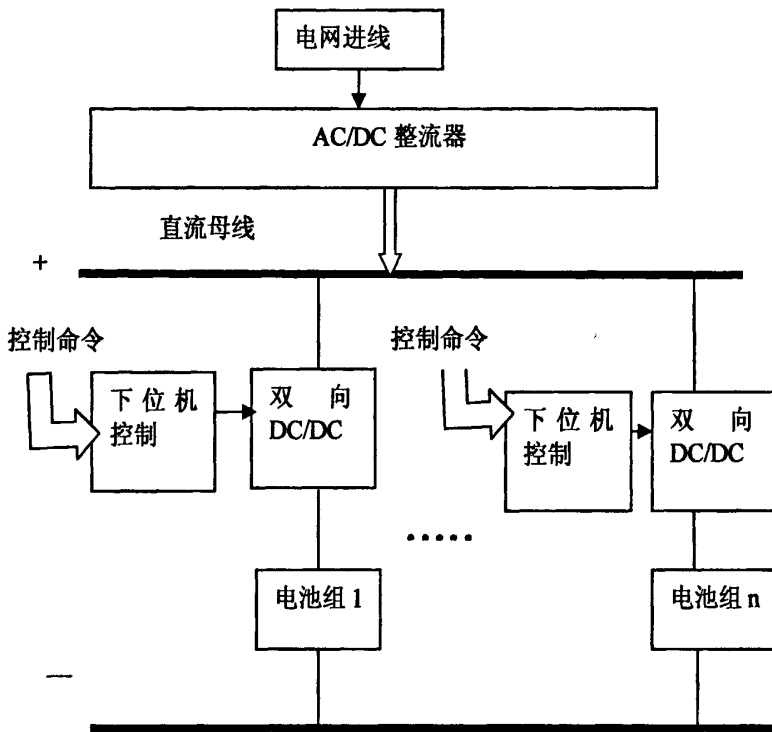 电网进线
AC/DC 整流器
直流母线
+
控制命令
控制命令
下位机
控制
双向
DC/DC
下位机
控制
双向
DC/DC
.....
电池组 1
电池组 n
—